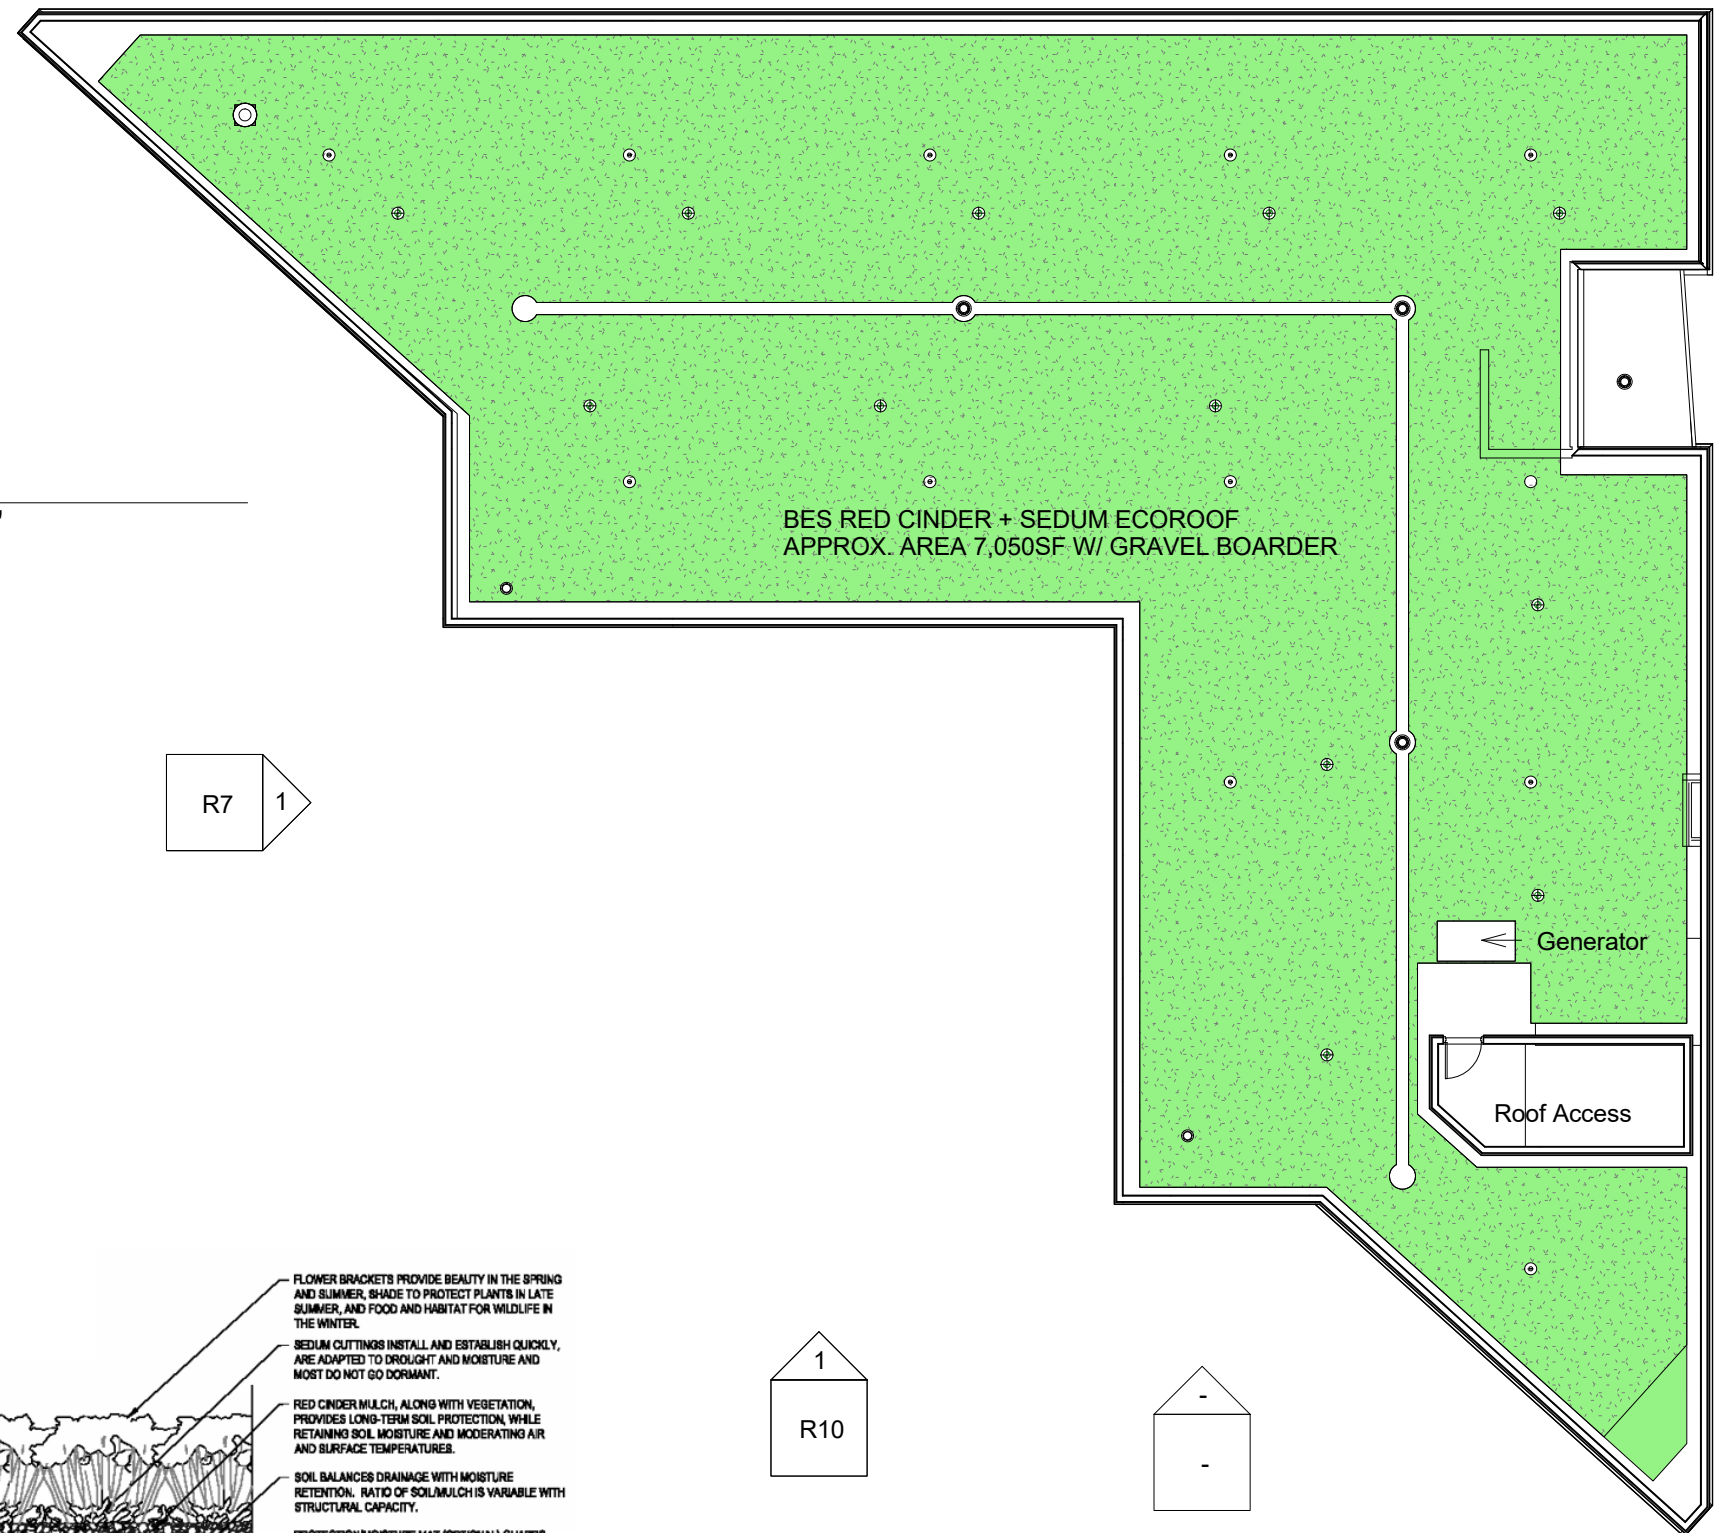 BES RED CINDER + SEDUM ECOROOF
APPROX. AREA 7,050SF W/ GRAVEL BOARDER
R7
1
Generator
Roof Access
FLOWER BRACKETS PROVIDE BEAUTY IN THE SPRING
AND SUMMER, SHADE TO PROTECT PLANTS IN LATE
SUMMER, AND FOOD AND HABITAT FOR WILDLIFE IN
THE WINTER.
SEDUM CUTTINGS INSTALL AND ESTABLISH QUICKLY,
ARE ADAPTED TO DROUGHT AND MOISTURE AND
MOST DO NOT GO DORMANT.
RED CINDER MULCH, ALONG WITH VEGETATION,
PROVIDES LONG-TERM SOIL PROTECTION, WHILE
RETAINING SOIL MOISTURE AND MODERATING AIR
AND SURFACE TEMPERATURES.
SOIL BALANCES DRAINAGE WITH MOISTURE
RETENTION. RATIO OF SOIL/MULCH IS VARIABLE WITH
STRUCTURAL CAPACITY.
1
R10
-
-